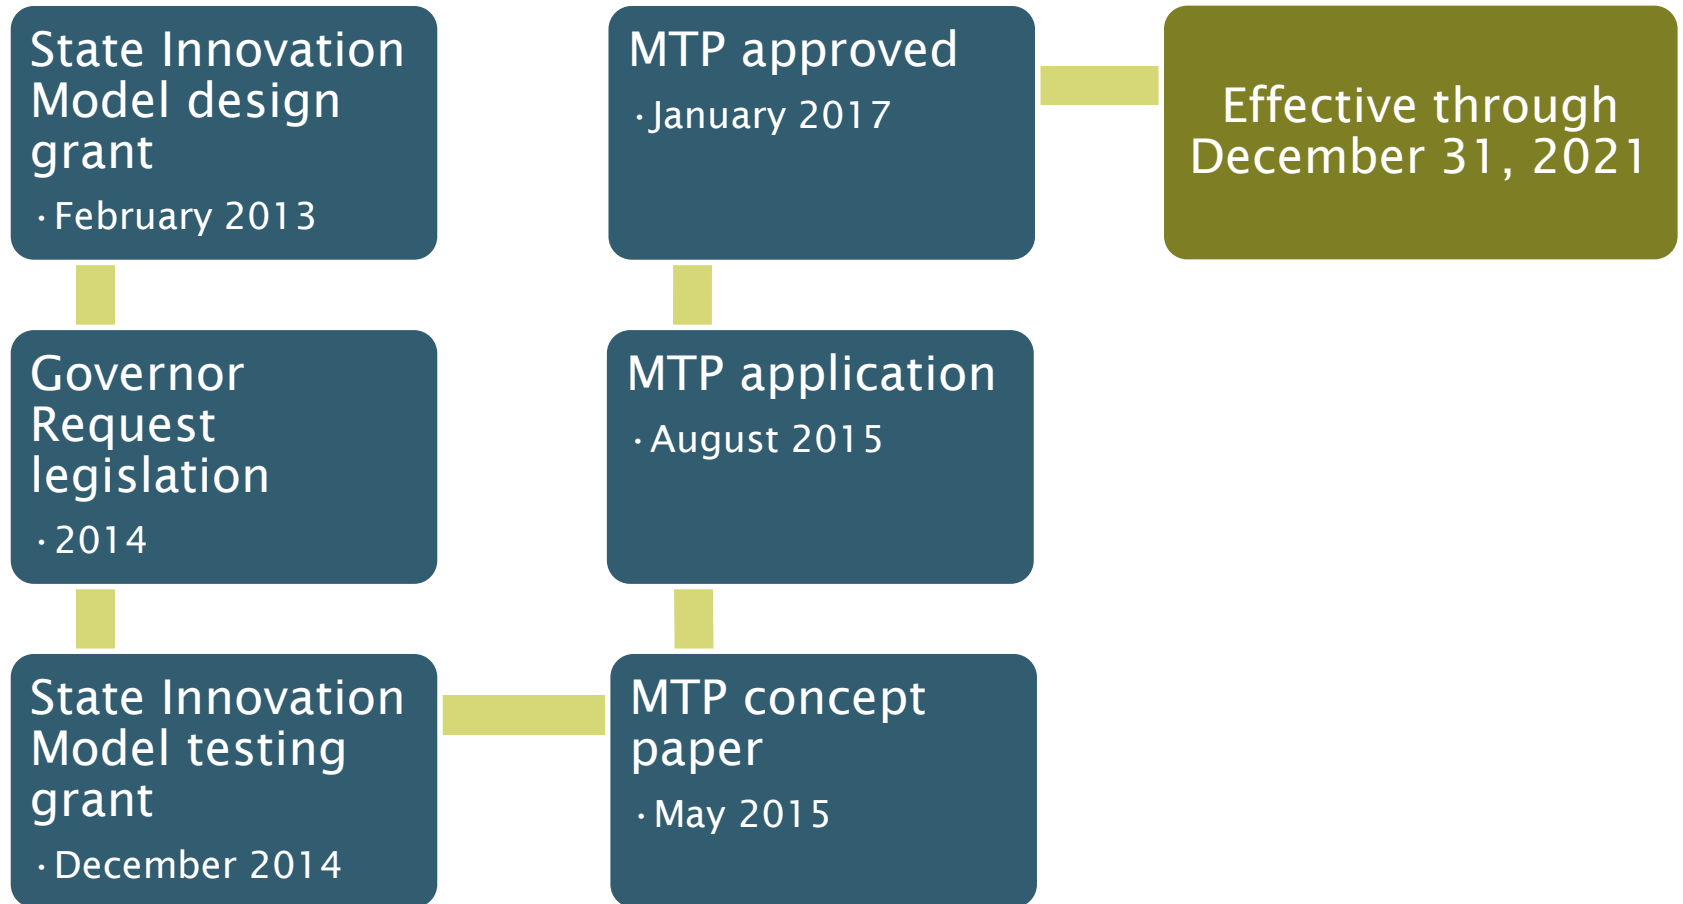 State Innovation
Model design
grant
·February 2013
Governor
Request
legislation
·2014
State Innovation
Model testing
grant
·December 2014
MTP concept
paper
·May 2015
MTP application
·August 2015
MTP approved
·January 2017
Effective through
December 31, 2021